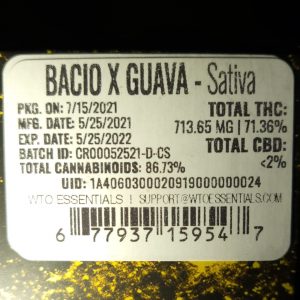 BACIO X GUAVA - Sativa
PKG. ON: 7/15/2021
MFG. DATE: 5/25/2021
EXP. DATE: 5/25/2022
BATCH ID: CR00052521-D-CS
TOTAL CANNABINOIDS: 86.73%
TOTAL THC:
713.65 MG | 71.36%
TOTAL CBD:
<2%
UID: 1A4060300020919000000024
WTO ESSENTIALS | SUPPORT@WTOESSENTIALS.COM
6 77937 15954 7